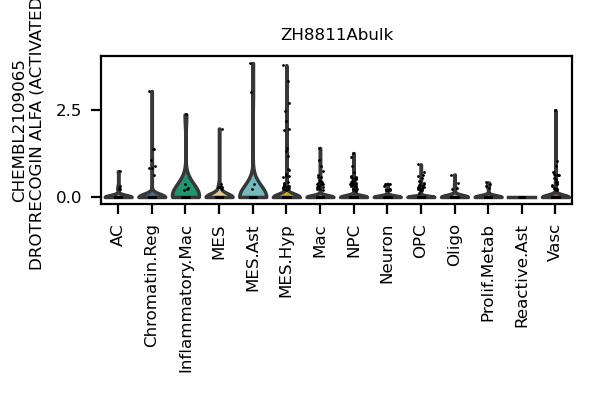 ZH8811Abulk
CHEMBL2109065
DROTRECOGIN ALFA (ACTIVATED
2.5
0.0
AC
Chromatin.Reg
Inflammatory.Mac
MES
MES.Ast
MES.Hyp
Mac
NPC
Neuron
OPC
Oligo
Prolif.Metab
Reactive.Ast
Vasc